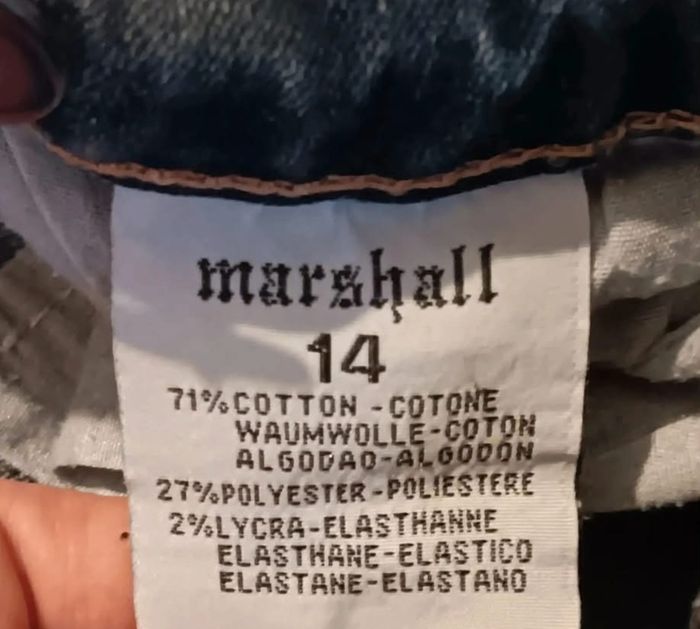 marshall
14
71% COTTON - COTONE
WAUMWOLLE-COTON
ALGODAO-ALGODON
27% POLYESTER-POLIESTERE
2% LYCRA-ELASTHANNE
ELASTHANE-ELASTICO
ELASTANE-ELASTANO